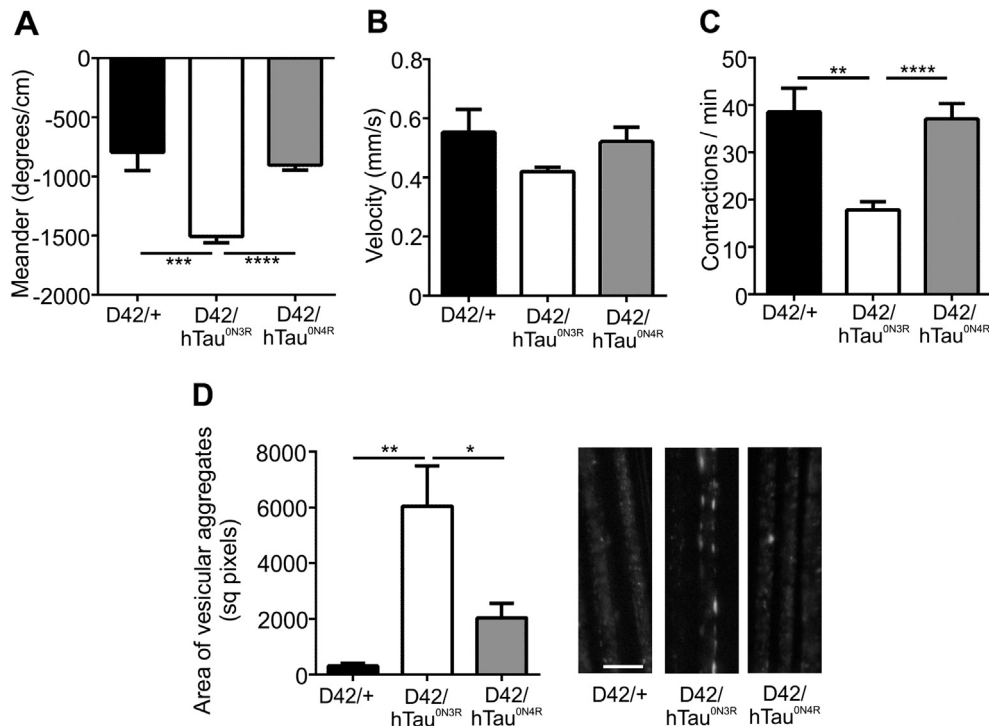 A
0
-500
-1000
-1500
-2000
Meander (degrees/cm)
*** ****
D42/+ D42/ hTau0N3R D42/ hTau0N4R
B
0.8
0.6
0.4
0.2
0
Velocity (mm/s)
D42/+ D42/ hTau0N3R D42/ hTau0N4R
C
40
30
20
10
0
Contractions / min
** ****
D42/+ D42/ hTau0N3R D42/ hTau0N4R
D
8000
6000
4000
2000
0
Area of vesicular aggregates
(sq pixels)
** *
D42/+ D42/ hTau0N3R D42/ hTau0N4R
D42/+ D42/ hTau0N3R D42/ hTau0N4R